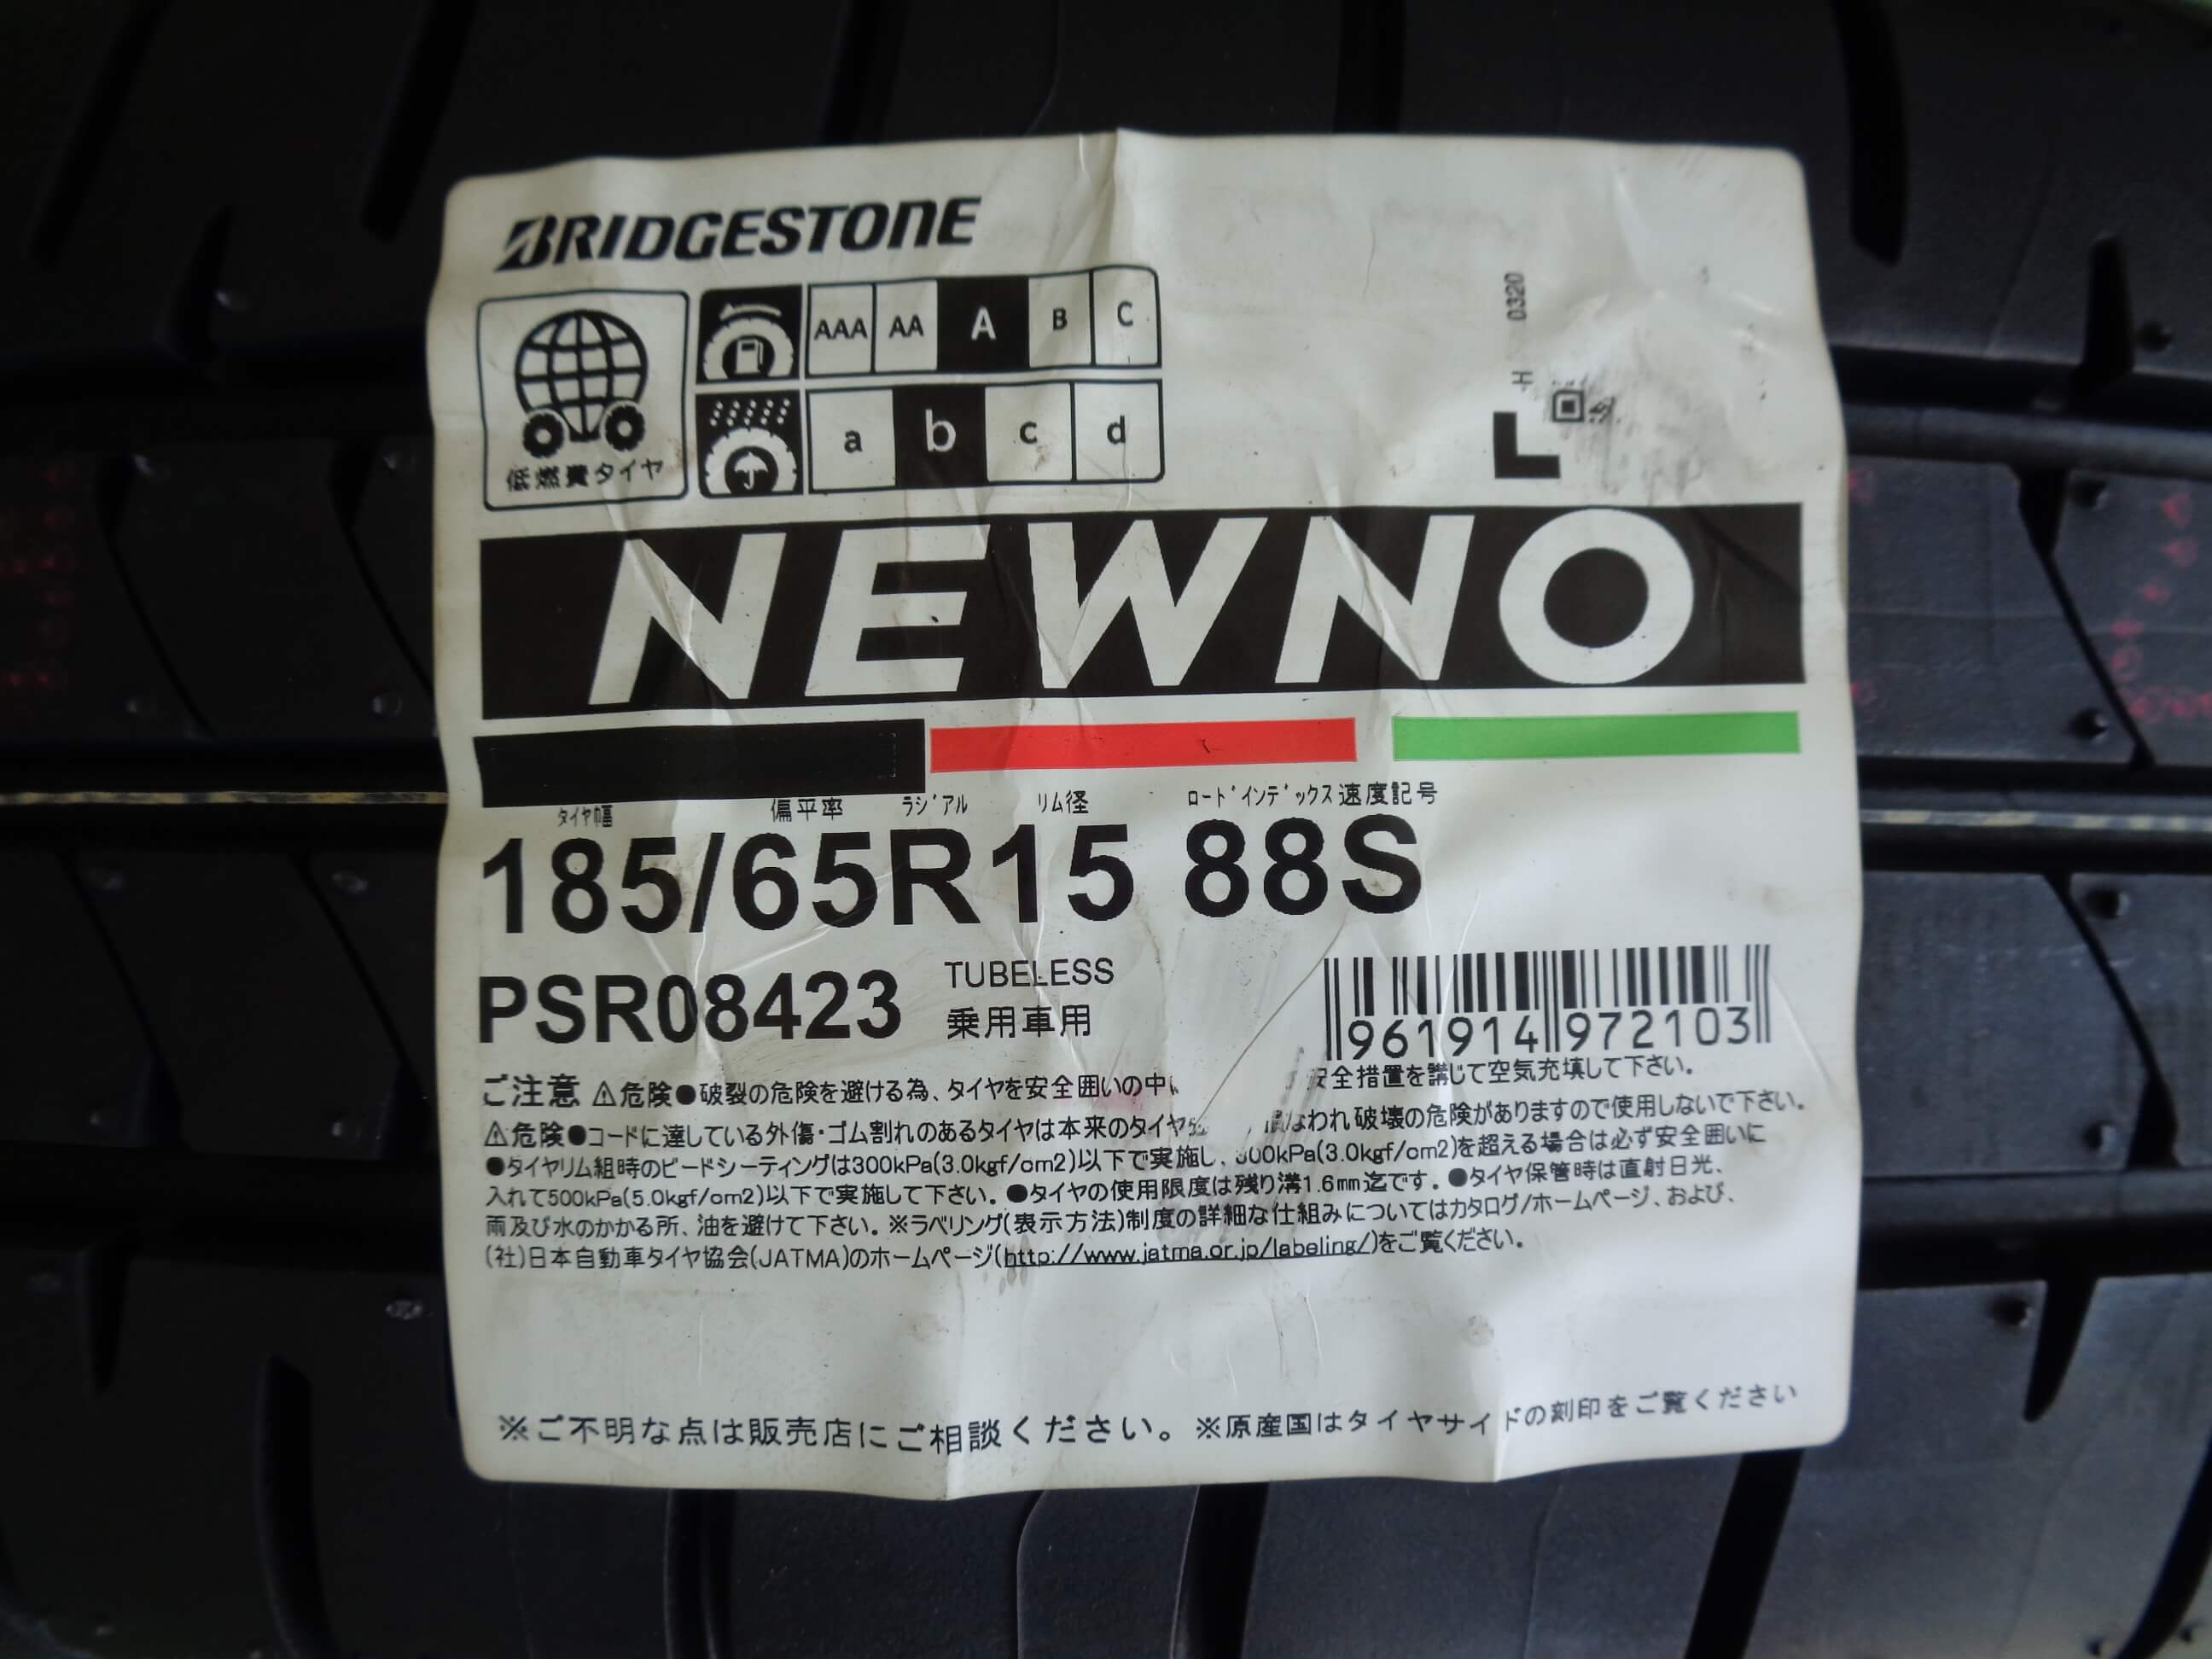 BRIDGESTONE
低燃費タイヤ
AAA AA A B C
a b c d
0320
L
NEWNO
タイヤ幅 偏平率 ラジアル リム径 ロードインデックス 速度記号
185/65R15 88S
PSR08423 TUBELESS
乗用車用
961914 972103
ご注意 ⚠危険●破裂の危険を避ける為、タイヤを安全囲いの中 安全措置を講じて空気充填して下さい。
⚠危険●コードに達している外傷・ゴム割れのあるタイヤは本来のタイヤ なわれ破壊の危険がありますので使用しないで下さい。
●タイヤリム組時のビードシーティングは300kPa(3.0kgf/cm2)以下で実施し、300kPa(3.0kgf/cm2)を超える場合は必ず安全囲いに
入れて500kPa(5.0kgf/cm2)以下で実施して下さい。●タイヤの使用限度は残り溝1.6mm迄です。●タイヤ保管時は直射日光、
雨及び水のかかる所、油を避けて下さい。※ラベリング(表示方法)制度の詳細な仕組みについてはカタログ/ホームページ、および、
(社)日本自動車タイヤ協会(JATMA)のホームページ(http://www.jatma.or.jp/labeling/)をご覧ください。
※ご不明な点は販売店にご相談ください。※原産国はタイヤサイドの刻印をご覧ください